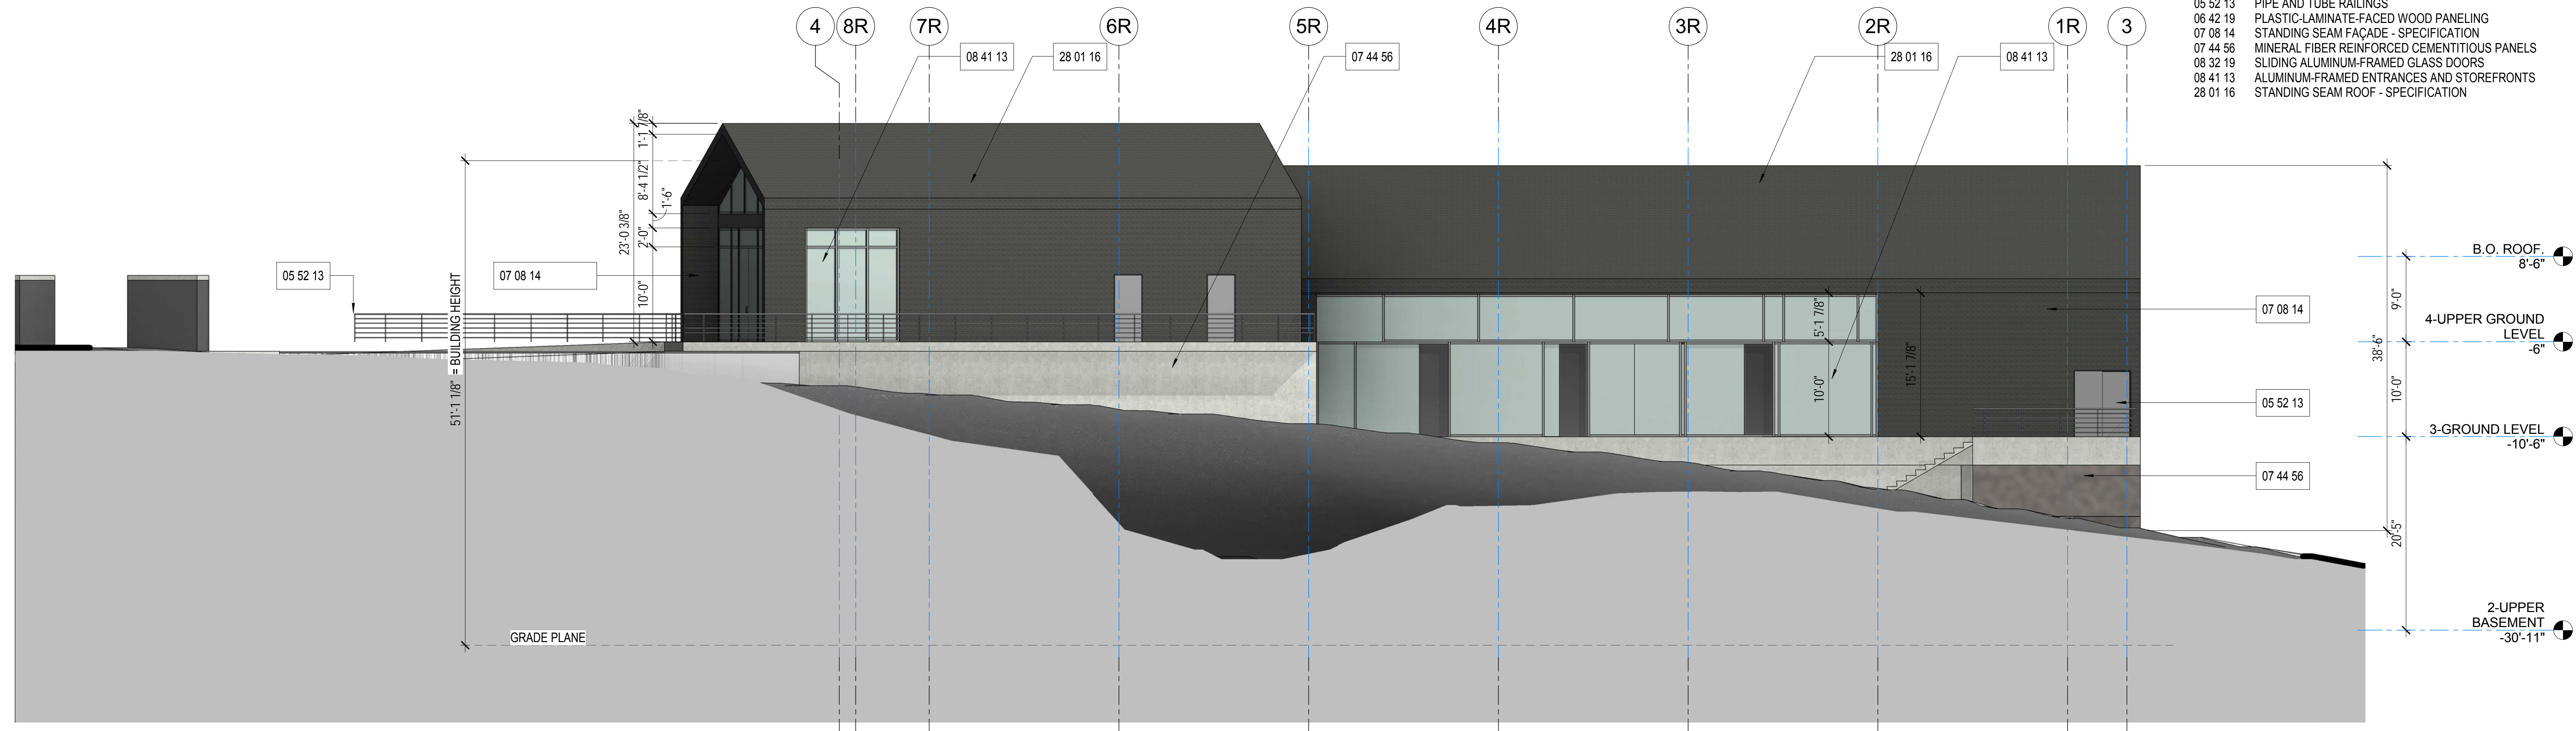 4 8R 7R 6R 5R 4R 3R 2R 1R 3
05 52 13 PIPE AND TUBE RAILINGS
06 42 19 PLASTIC-LAMINATE-FACED WOOD PANELING
07 08 14 STANDING SEAM FAÇADE - SPECIFICATION
07 44 56 MINERAL FIBER REINFORCED CEMENTITIOUS PANELS
08 32 19 SLIDING ALUMINUM-FRAMED GLASS DOORS
08 41 13 ALUMINUM-FRAMED ENTRANCES AND STOREFRONTS
28 01 16 STANDING SEAM ROOF - SPECIFICATION
08 41 13
28 01 16
07 44 56
28 01 16
08 41 13
1'-1 7/8"
8'-4 1/2"
1'-6"
23'-0 3/8"
2'-0"
10'-0"
05 52 13
07 08 14
51'-1 1/8" = BUILDING HEIGHT
5'-1 7/8"
10'-0"
15'-1 7/8"
07 08 14
05 52 13
07 44 56
38'-6"
9'-0"
10'-0"
20'-5"
B.O. ROOF.
8'-6"
4-UPPER GROUND
LEVEL
-6"
3-GROUND LEVEL
-10'-6"
2-UPPER
BASEMENT
-30'-11"
GRADE PLANE